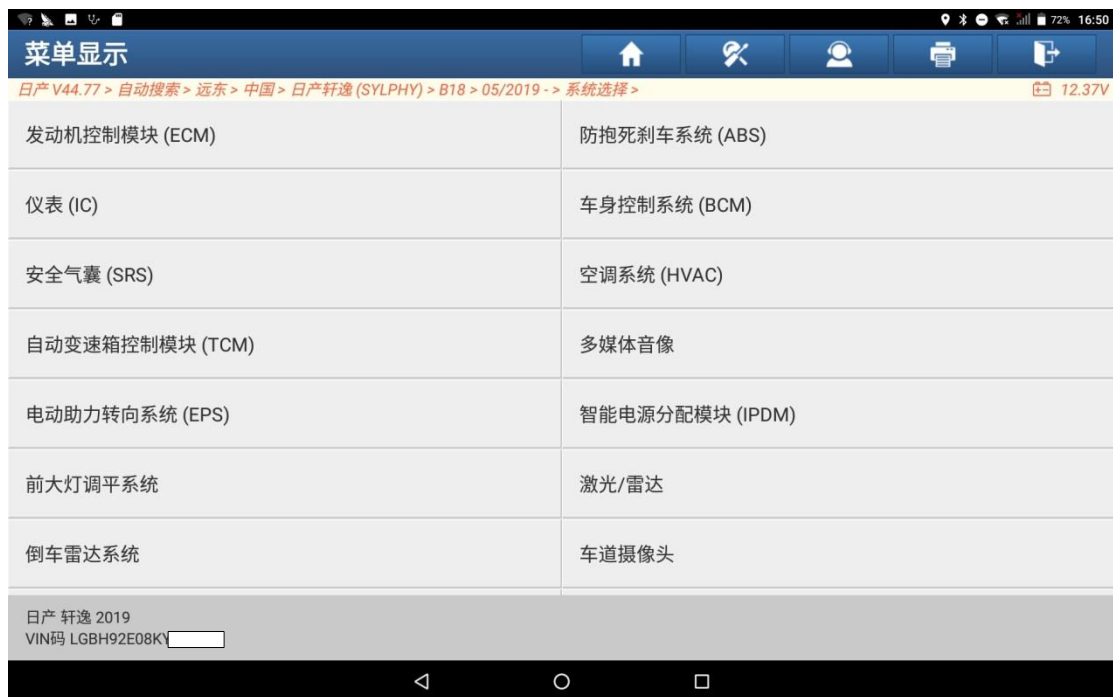 72% 16:50
菜单显示
日产 V44.77 > 自动搜索 > 远东 > 中国 > 日产轩逸 (SYLPHY) > B18 > 05/2019 - > 系统选择 >
12.37V
发动机控制模块 (ECM)
防抱死刹车系统 (ABS)
仪表 (IC)
车身控制系统 (BCM)
安全气囊 (SRS)
空调系统 (HVAC)
自动变速箱控制模块 (TCM)
多媒体音像
电动助力转向系统 (EPS)
智能电源分配模块 (IPDM)
前大灯调平系统
激光/雷达
倒车雷达系统
车道摄像头
日产 轩逸 2019
VIN码 LGBH92E08KY